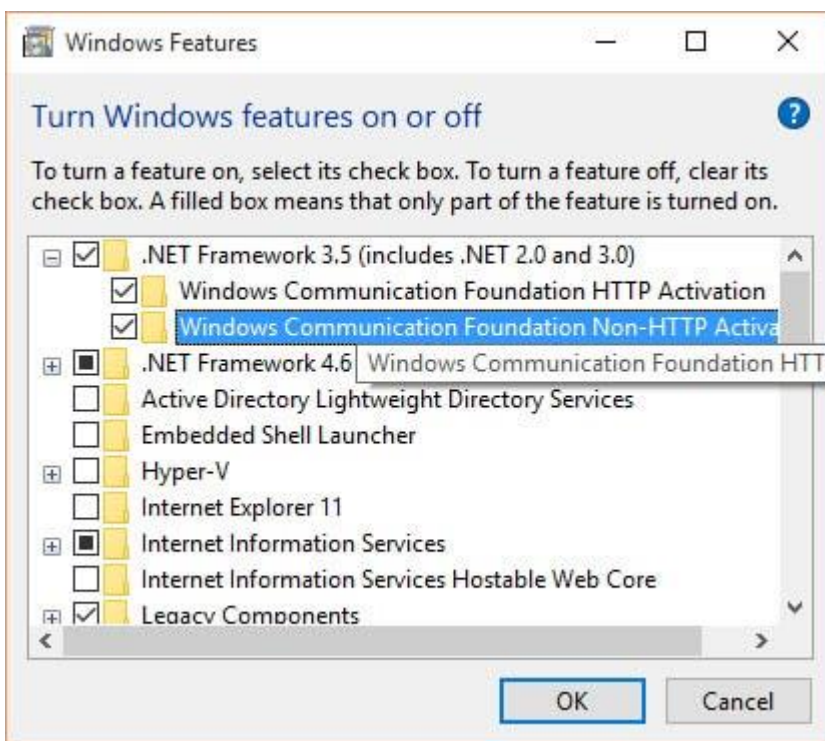 Windows Features
Turn Windows features on or off
To turn a feature on, select its check box. To turn a feature off, clear its
check box. A filled box means that only part of the feature is turned on.
.NET Framework 3.5 (includes .NET 2.0 and 3.0)
Windows Communication Foundation HTTP Activation
Windows Communication Foundation Non-HTTP Activa
.NET Framework 4.6 Windows Communication Foundation HTT
Active Directory Lightweight Directory Services
Embedded Shell Launcher
Hyper-V
Internet Explorer 11
Internet Information Services
Internet Information Services Hostable Web Core
Legacy Components
OK Cancel